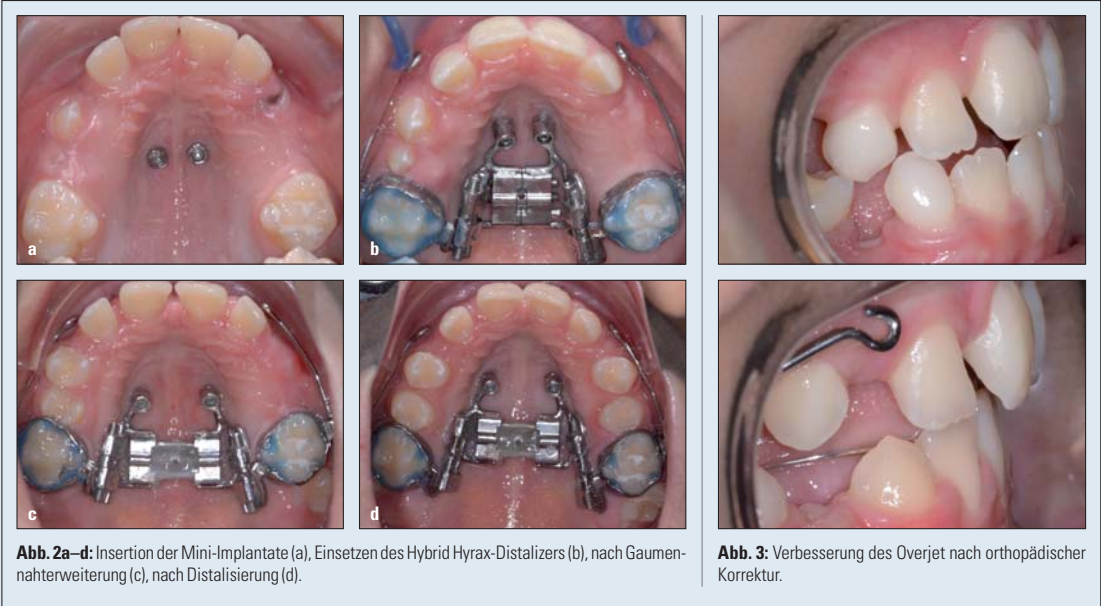 a
b
c
d
Abb. 2a–d: Insertion der Mini-Implantate (a), Einsetzen des Hybrid Hyrax-Distalizers (b), nach Gaumen-
nahterweiterung (c), nach Distalisierung (d).
Abb. 3: Verbesserung des Overjet nach orthopädischer
Korrektur.